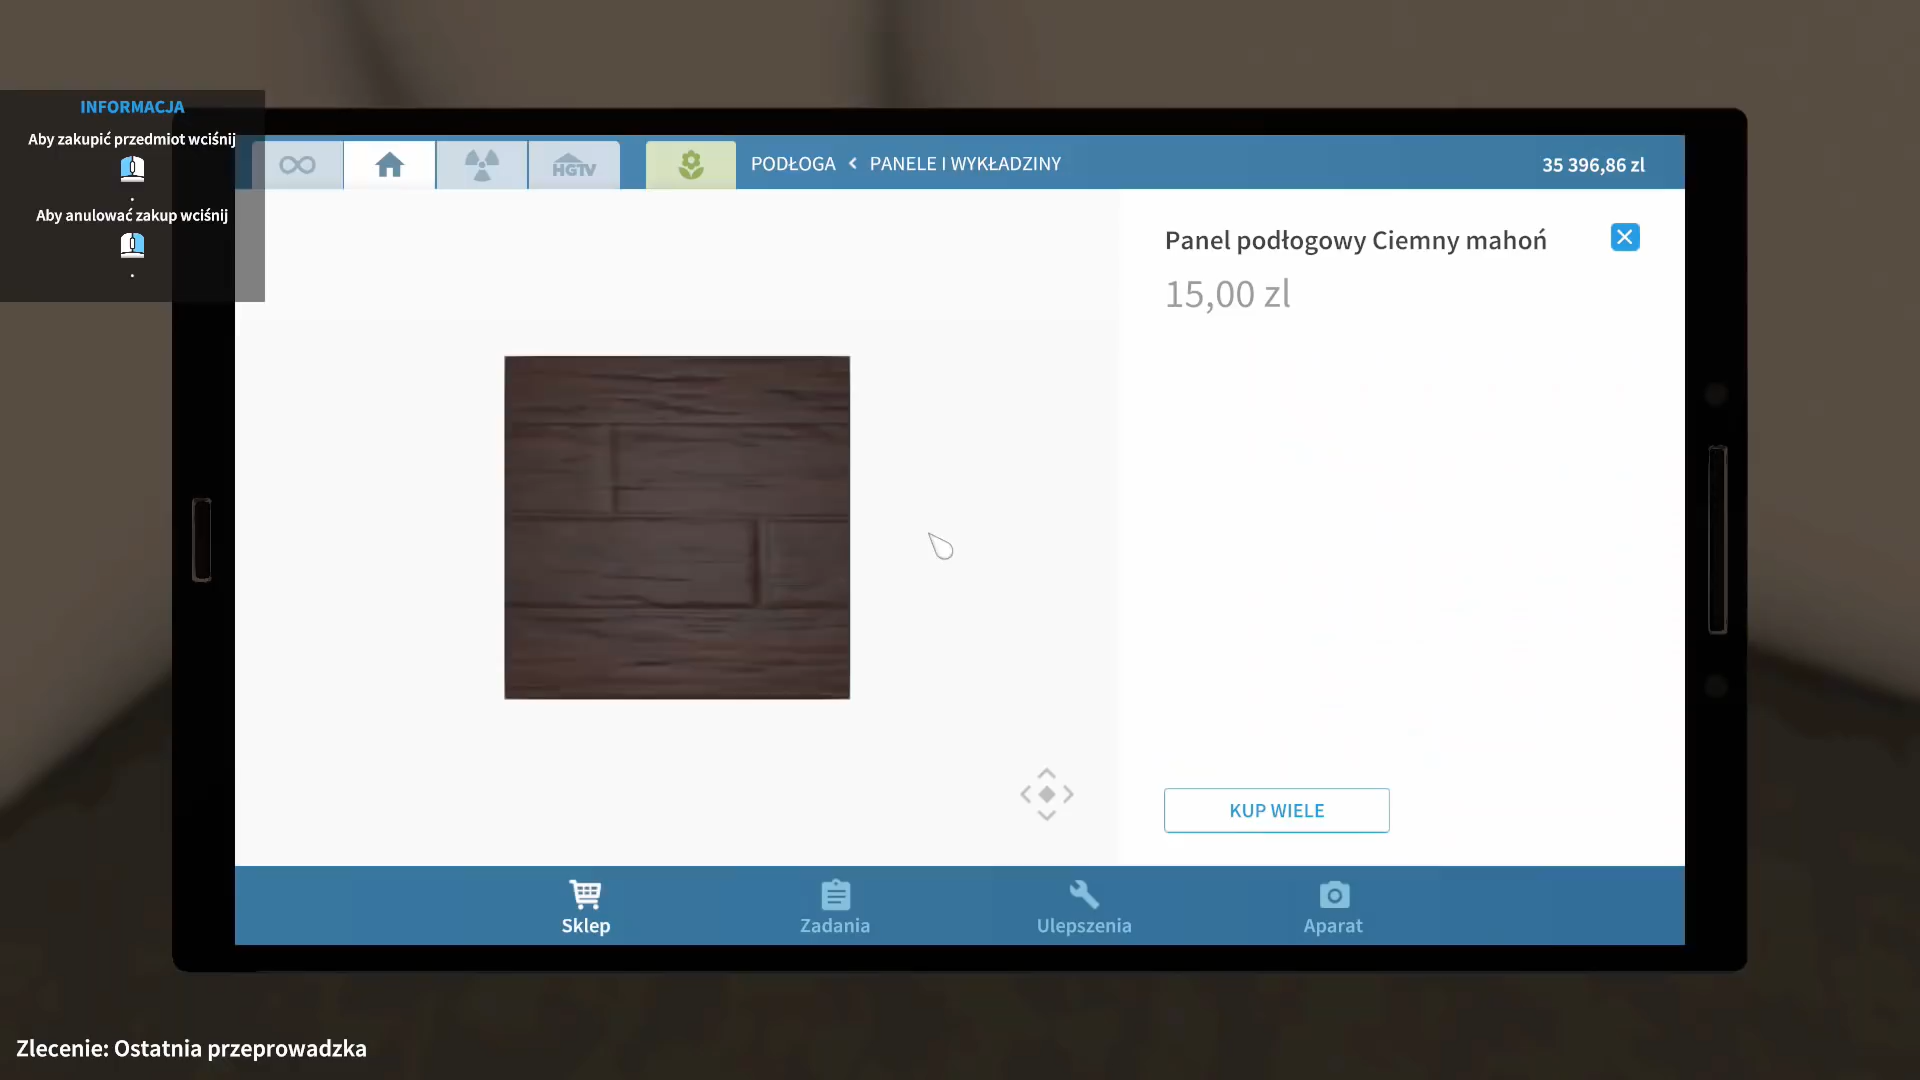 INFORMACJA
Aby zakupić przedmiot wciśnij
.
Aby anulować zakup wciśnij
.
HGTV
PODŁOGA < PANELE I WYKŁADZINY
35 396,86 zl
Panel podłogowy Ciemny mahoń
15,00 zl
KUP WIELE
Sklep
Zadania
Ulepszenia
Aparat
Zlecenie: Ostatnia przeprowadzka